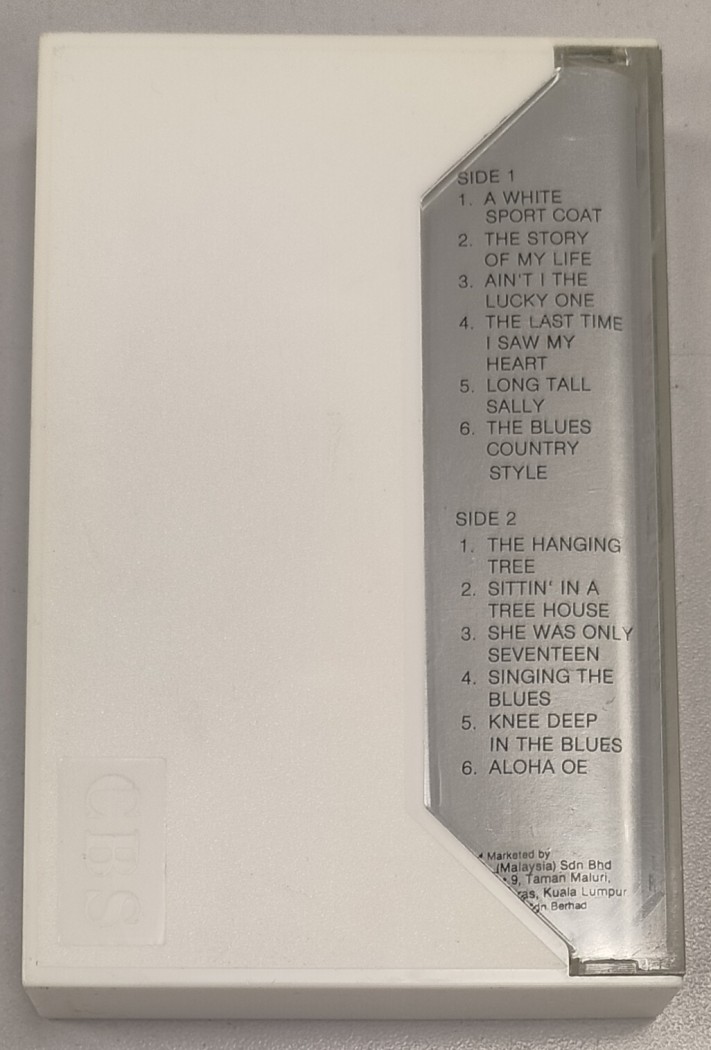 SIDE 1
1. A WHITE
SPORT COAT
2. THE STORY
OF MY LIFE
3. AIN'T I THE
LUCKY ONE
4. THE LAST TIME
I SAW MY
HEART
5. LONG TALL
SALLY
6. THE BLUES
COUNTRY
STYLE
SIDE 2
1. THE HANGING
TREE
2. SITTIN' IN A
TREE HOUSE
3. SHE WAS ONLY
SEVENTEEN
4. SINGING THE
BLUES
5. KNEE DEEP
IN THE BLUES
6. ALOHA OE
Marketed by
(Malaysia) Sdn Bhd
9, Taman Maluri,
Kuala Lumpur
Berhad
CBS